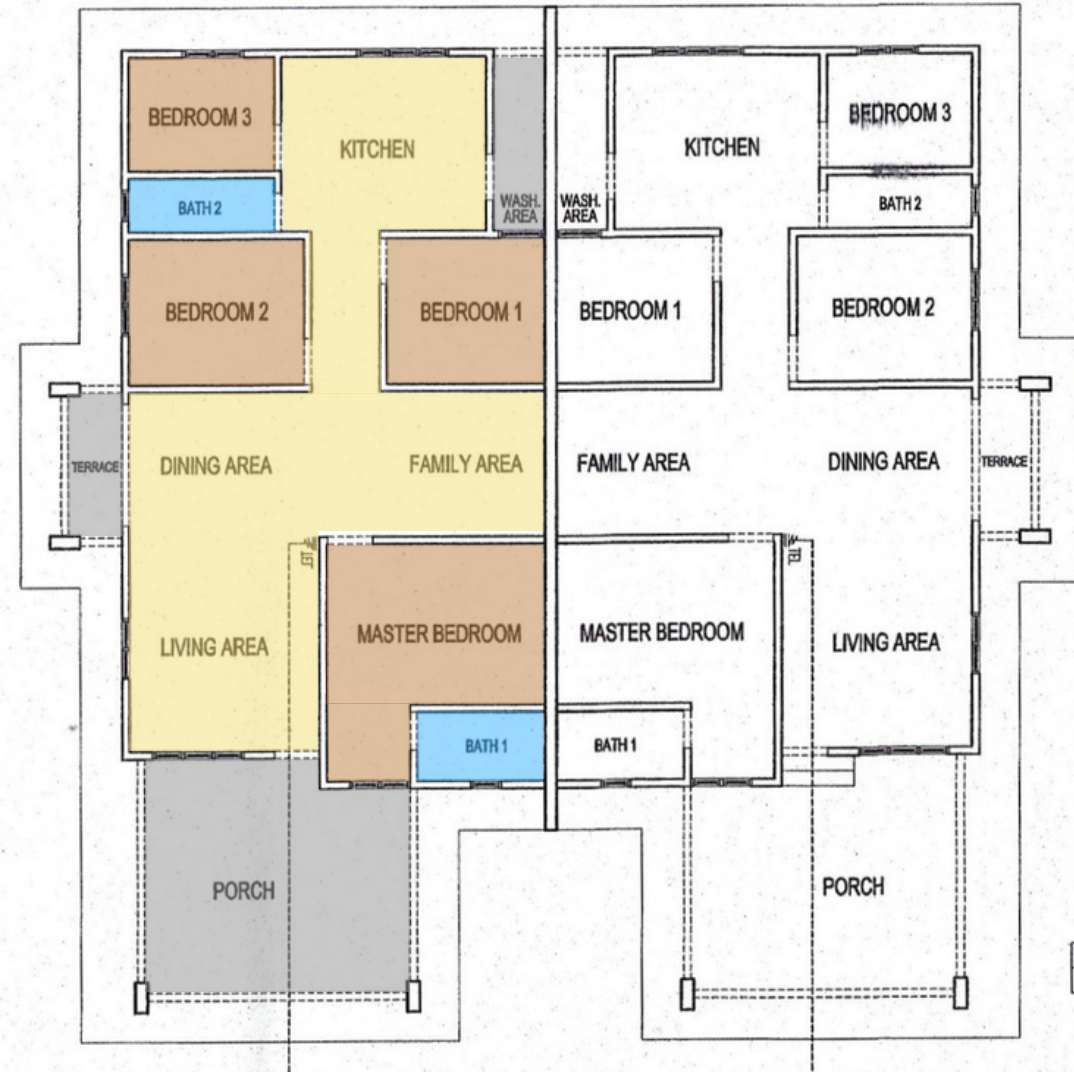 BEDROOM 3
KITCHEN
KITCHEN
BEDROOM 3
WASH.
AREA
WASH.
AREA
BATH 2
BATH 2
BEDROOM 2
BEDROOM 1
BEDROOM 1
BEDROOM 2
TERRACE
DINING AREA
FAMILY AREA
FAMILY AREA
DINING AREA
TERRACE
TEL
TEL
LIVING AREA
MASTER BEDROOM
MASTER BEDROOM
LIVING AREA
BATH 1
BATH 1
PORCH
PORCH